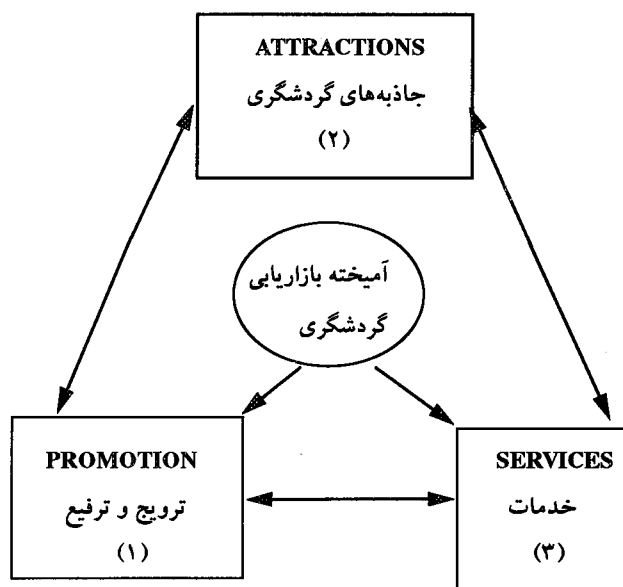 ATTRACTIONS
جاذبه‌های گردشگری
(۲)
آمیخته بازاریابی
گردشگری
PROMOTION
ترویج و ترفیع
(۱)
SERVICES
خدمات
(۳)